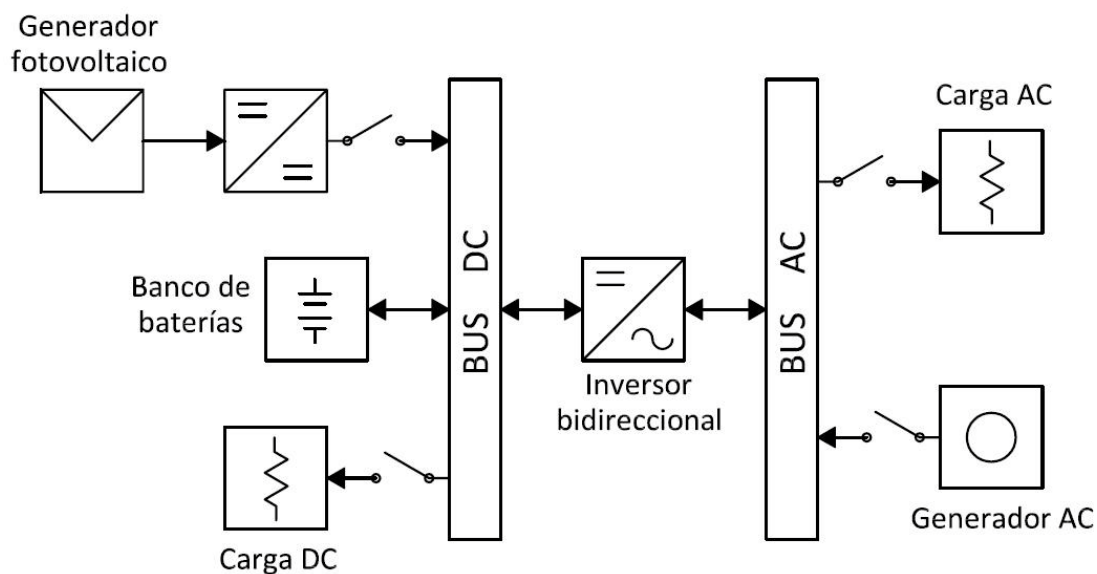 Generador
fotovoltaico
Carga AC
Banco de
baterías
BUS DC
BUS AC
Inversor
bidireccional
Carga DC
Generador AC